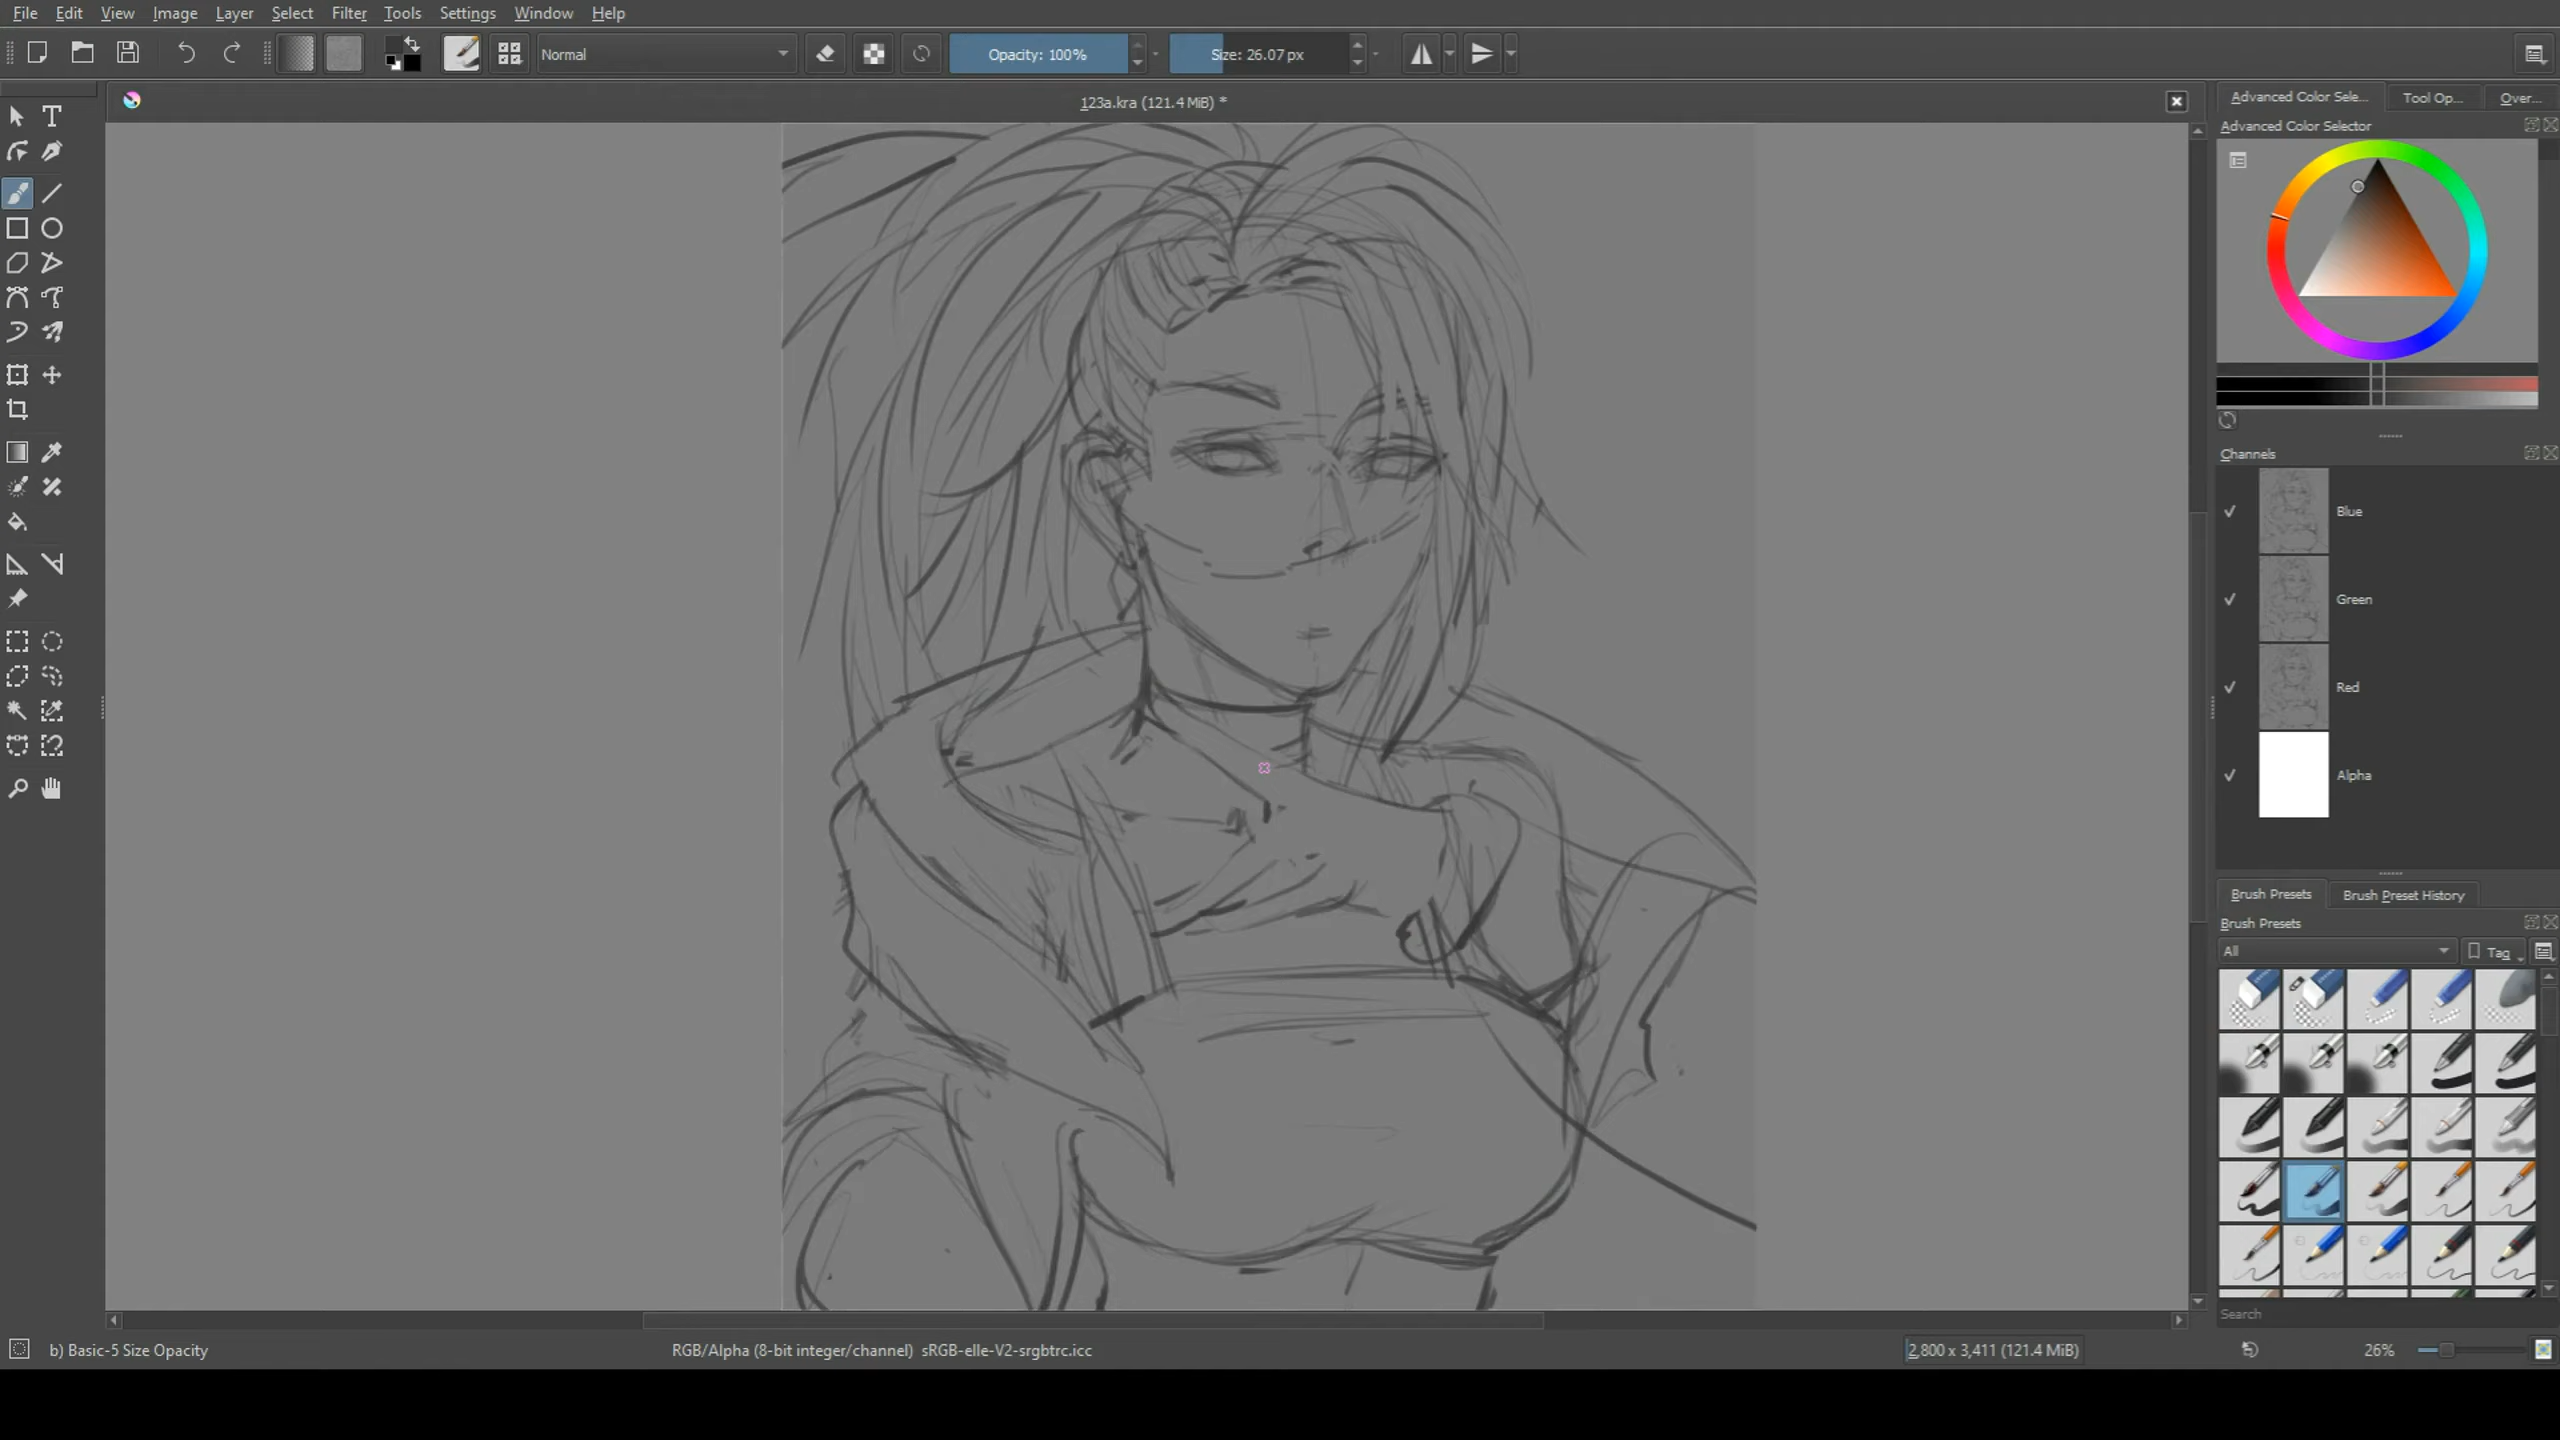 File Edit View Image Layer Select Filter Tools Settings Window Help
Normal
Opacity: 100%
Size: 26.07 px
123a.kra (121.4 MiB) *
Advanced Color Sele... Tool Op... Over...
Advanced Color Selector
Channels
Blue
Green
Red
Alpha
Brush Presets Brush Preset History
Brush Presets
All Tag
Search
b) Basic-5 Size Opacity
RGB/Alpha (8-bit integer/channel) sRGB-elle-V2-srgbtrc.icc
2,800 x 3,411 (121.4 MiB)
26%